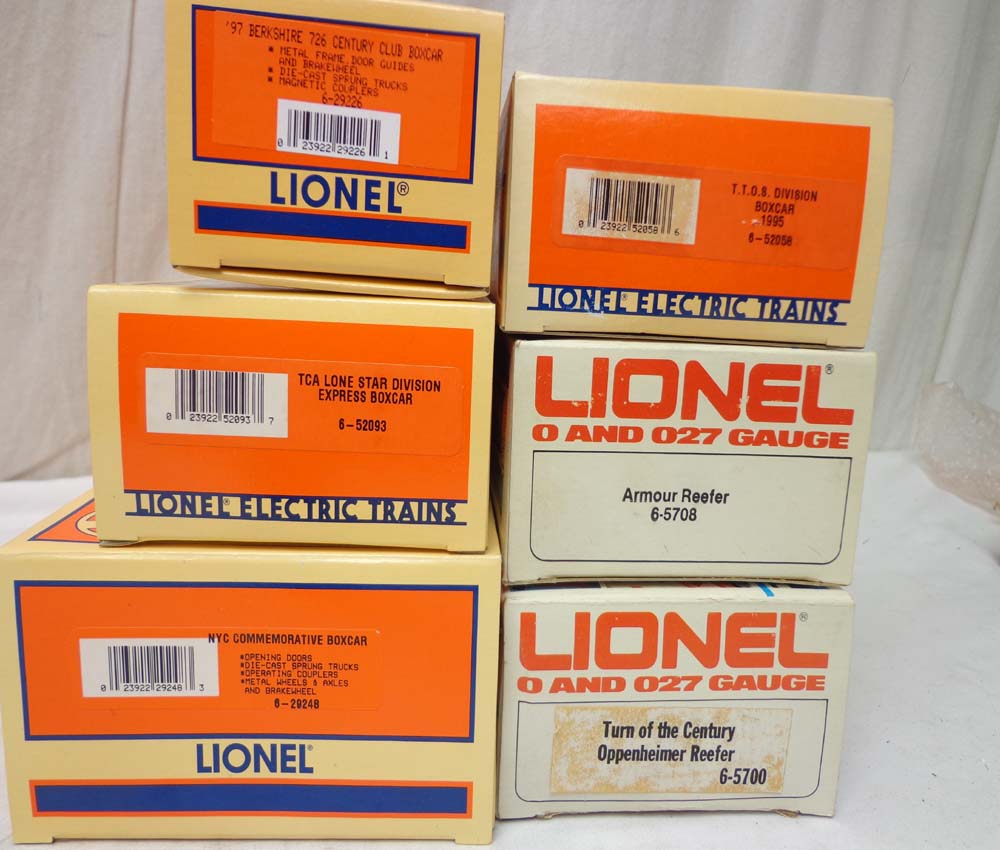 '97 BERKSHIRE 726 CENTURY CLUB BOXCAR
* METAL FRAME, DOOR GUIDES
AND BRAKEWHEEL
* DIE-CAST SPRUNG TRUCKS
* MAGNETIC COUPLERS
6-29226
0 23922 29226 1
LIONEL®
T.T.O.S. DIVISION
BOXCAR
1995
6-52058
0 23922 52058 6
LIONEL® ELECTRIC TRAINS
TCA LONE STAR DIVISION
EXPRESS BOXCAR
6-52093
0 23922 52093 7
LIONEL® ELECTRIC TRAINS
LIONEL®
O AND O27 GAUGE
Armour Reefer
6-5708
NYC COMMEMORATIVE BOXCAR
*OPENING DOORS
*DIE-CAST SPRUNG TRUCKS
*OPERATING COUPLERS
*METAL WHEELS & AXLES
AND BRAKEWHEEL
6-29248
0 23922 29248 3
LIONEL®
LIONEL®
O AND O27 GAUGE
Turn of the Century
Oppenheimer Reefer
6-5700